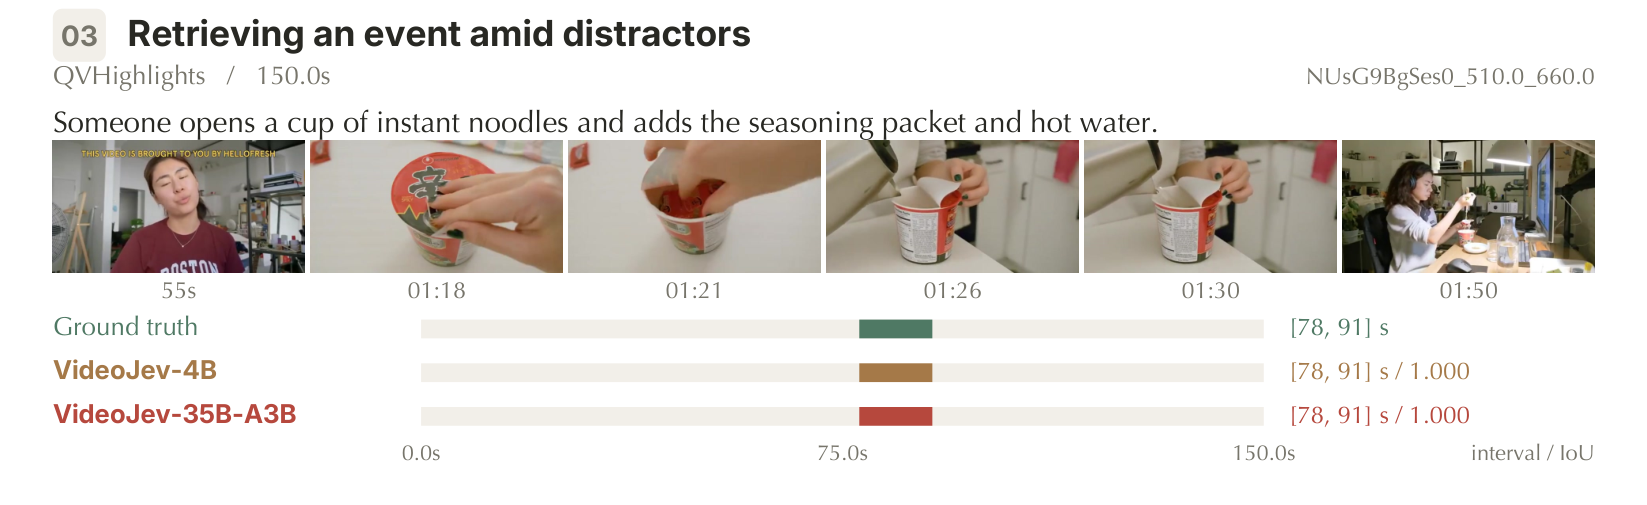 03 Retrieving an event amid distractors
QVHighlights / 150.0s NUsG9BgSes0_510.0_660.0
Someone opens a cup of instant noodles and adds the seasoning packet and hot water.
THIS VIDEO IS BROUGHT TO YOU BY HELLOFRESH
BOSTON
辛
55s 01:18 01:21 01:26 01:30 01:50
Ground truth [78, 91] s
VideoJev-4B [78, 91] s / 1.000
VideoJev-35B-A3B [78, 91] s / 1.000
0.0s 75.0s 150.0s interval / IoU